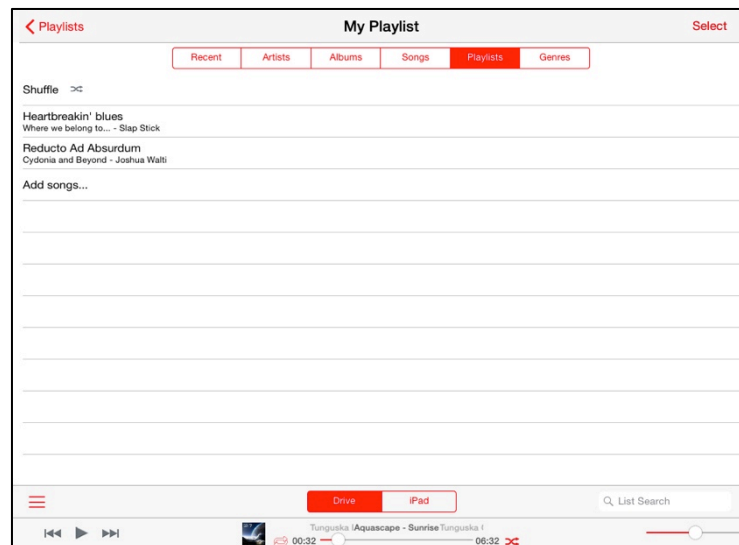 Playlists
My Playlist
Select
Recent Artists Albums Songs Playlists Genres
Shuffle
Heartbreakin' blues
Where we belong to... - Slap Stick
Reducto Ad Absurdum
Cydonia and Beyond - Joshua Walti
Add songs...
Drive iPad
List Search
Tunguska (Aquascape - Sunrise Tunguska (
00:32 06:32